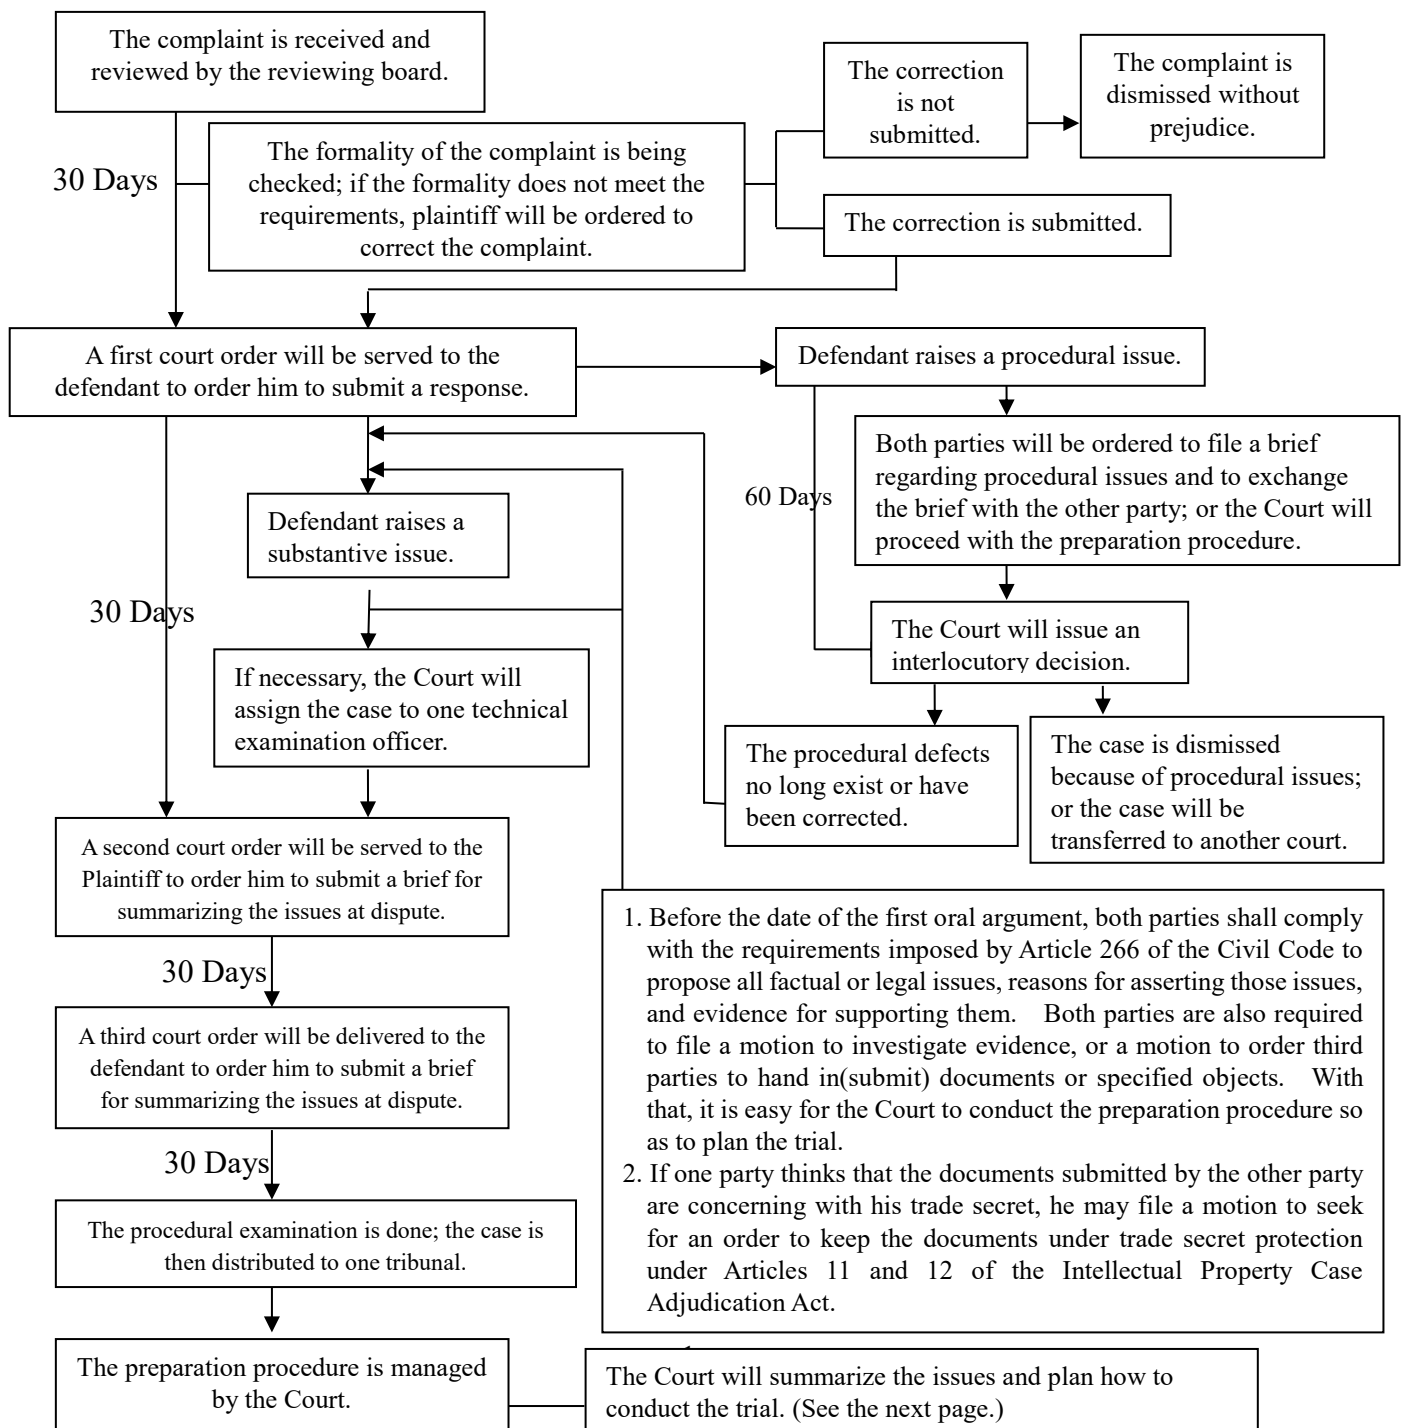 The complaint is received and
reviewed by the reviewing board.
The correction
is not
submitted.
The complaint is
dismissed without
prejudice.
30 Days
The formality of the complaint is being
checked; if the formality does not meet the
requirements, plaintiff will be ordered to
correct the complaint.
The correction is submitted.
A first court order will be served to the
defendant to order him to submit a response.
Defendant raises a procedural issue.
Both parties will be ordered to file a brief
regarding procedural issues and to exchange
the brief with the other party; or the Court will
proceed with the preparation procedure.
60 Days
Defendant raises a
substantive issue.
30 Days
The Court will issue an
interlocutory decision.
If necessary, the Court will
assign the case to one technical
examination officer.
The procedural defects
no long exist or have
been corrected.
The case is dismissed
because of procedural issues;
or the case will be
transferred to another court.
A second court order will be served to the
Plaintiff to order him to submit a brief for
summarizing the issues at dispute.
30 Days
A third court order will be delivered to the
defendant to order him to submit a brief
for summarizing the issues at dispute.
30 Days
The procedural examination is done; the case is
then distributed to one tribunal.
1. Before the date of the first oral argument, both parties shall comply
with the requirements imposed by Article 266 of the Civil Code to
propose all factual or legal issues, reasons for asserting those issues,
and evidence for supporting them. Both parties are also required
to file a motion to investigate evidence, or a motion to order third
parties to hand in(submit) documents or specified objects. With
that, it is easy for the Court to conduct the preparation procedure so
as to plan the trial.
2. If one party thinks that the documents submitted by the other party
are concerning with his trade secret, he may file a motion to seek
for an order to keep the documents under trade secret protection
under Articles 11 and 12 of the Intellectual Property Case
Adjudication Act.
The preparation procedure is managed
by the Court.
The Court will summarize the issues and plan how to
conduct the trial. (See the next page.)